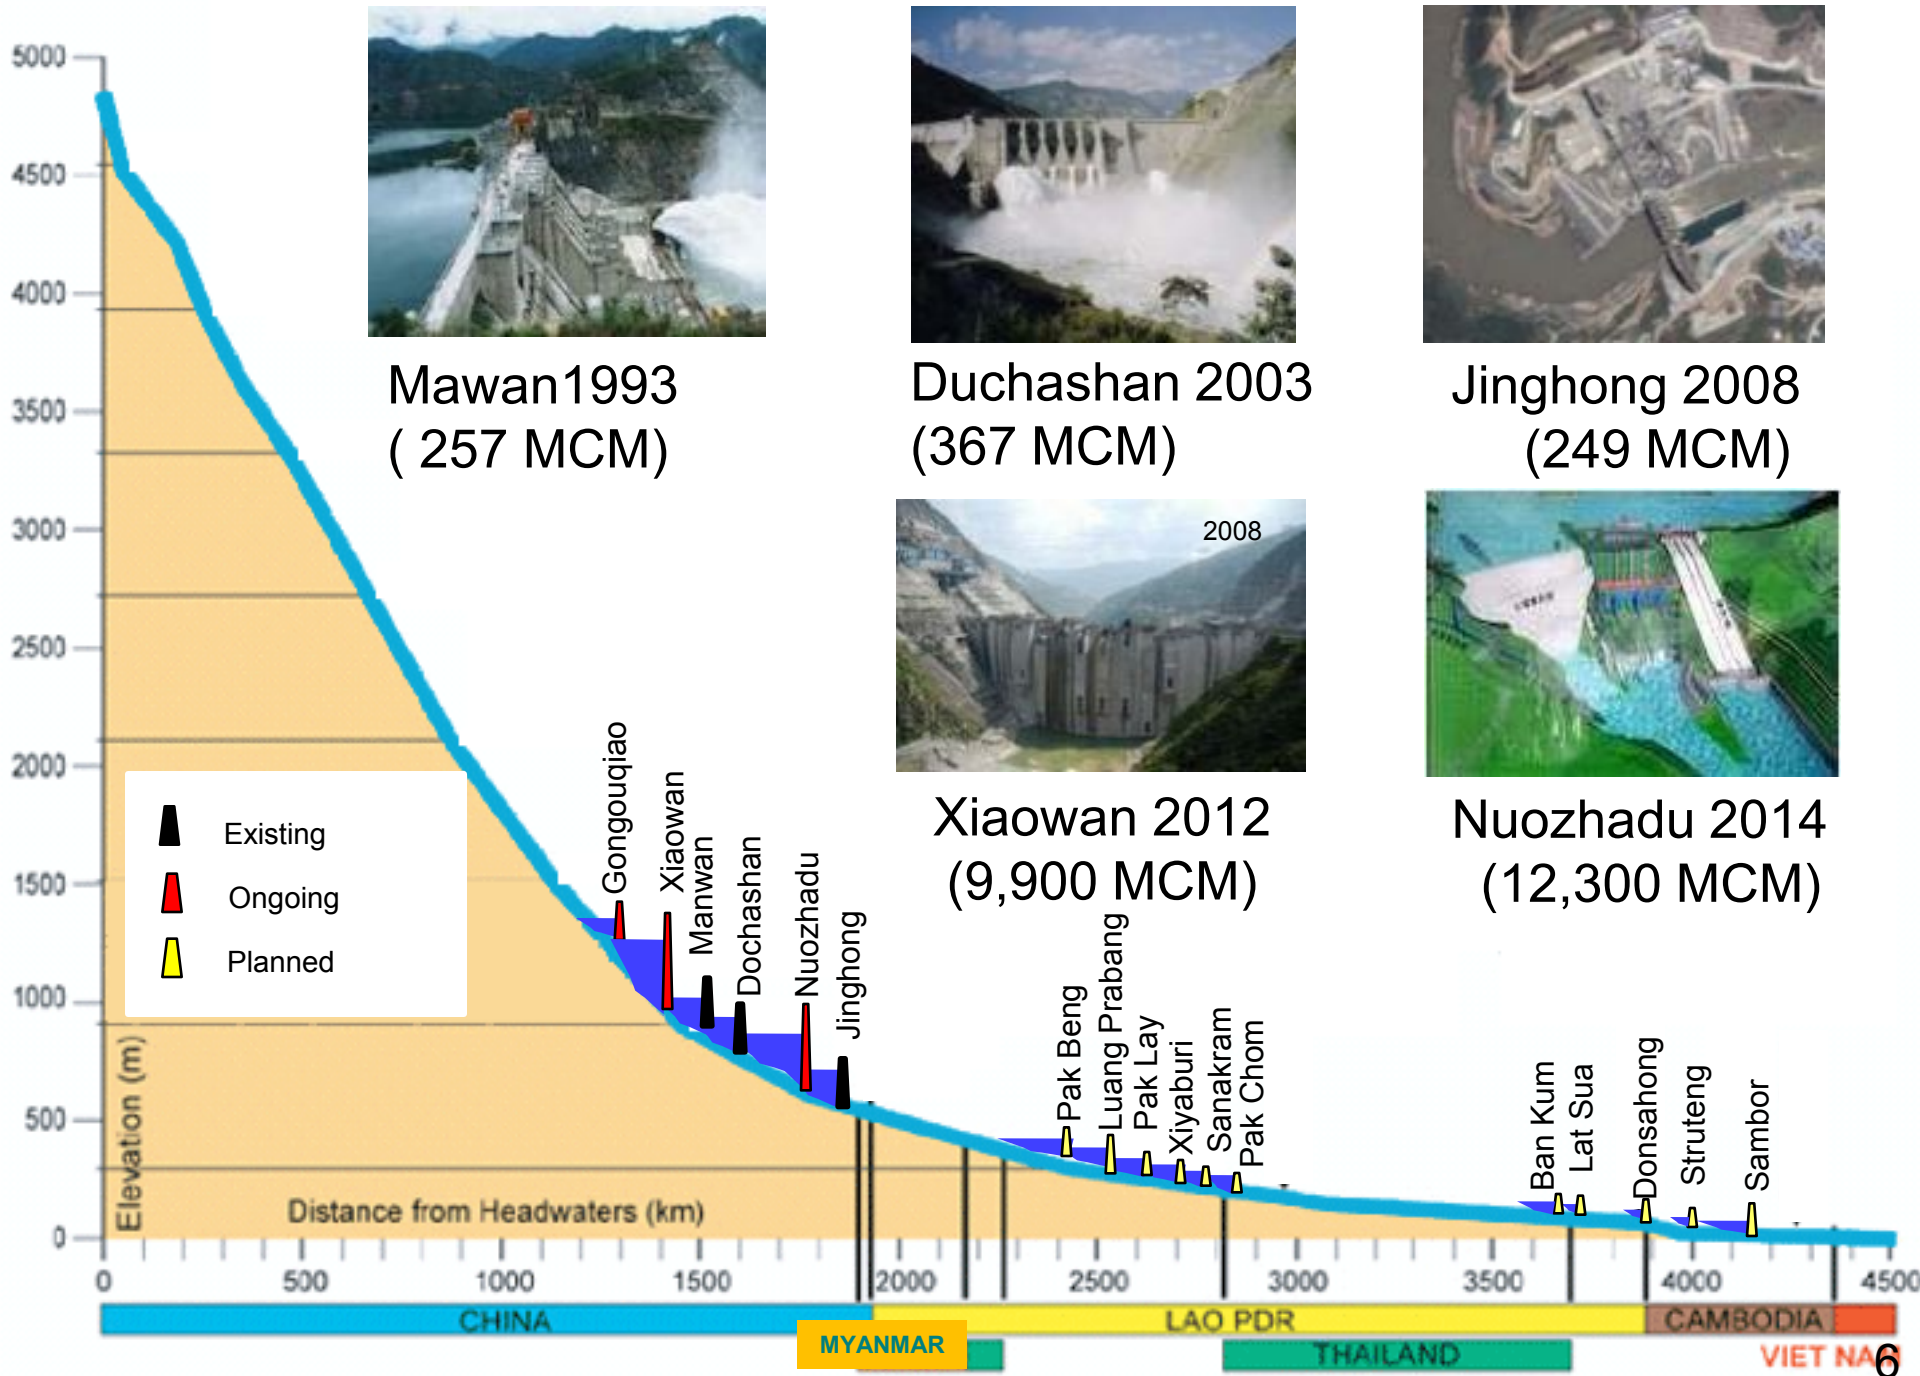 5000
4500
4000
3500
3000
2500
2000
1500
1000
500
0
Elevation (m)
Mawan1993
( 257 MCM)
Duchashan 2003
(367 MCM)
Jinghong 2008
(249 MCM)
2008
Xiaowan 2012
(9,900 MCM)
Nuozhadu 2014
(12,300 MCM)
Existing
Ongoing
Planned
Gongouqiao
Xiaowan
Manwan
Dochashan
Nuozhadu
Jinghong
Pak Beng
Luang Prabang
Pak Lay
Xiyaburi
Sanakram
Pak Chom
Ban Kum
Lat Sua
Donsahong
Struteng
Sambor
Distance from Headwaters (km)
0 500 1000 1500 2000 2500 3000 3500 4000 4500
CHINA LAO PDR CAMBODIA
MYANMAR THAILAND VIET NAM
6